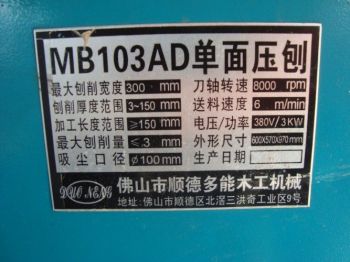 MB103AD单面压刨
最大刨削宽度 300 mm 刀轴转速 8000 rpm
刨削厚度范围 3~150 mm 送料速度 6 m/min
加工长度范围 ≥150 mm 电压/功率 380V/3KW
最大刨削量 ≤3 mm 外形尺寸 600X570X970 mm
吸尘口径 φ100mm 生产日期
DUO NENG 佛山市顺德多能木工机械
地址:佛山市顺德区北滘三洪奇工业区9号